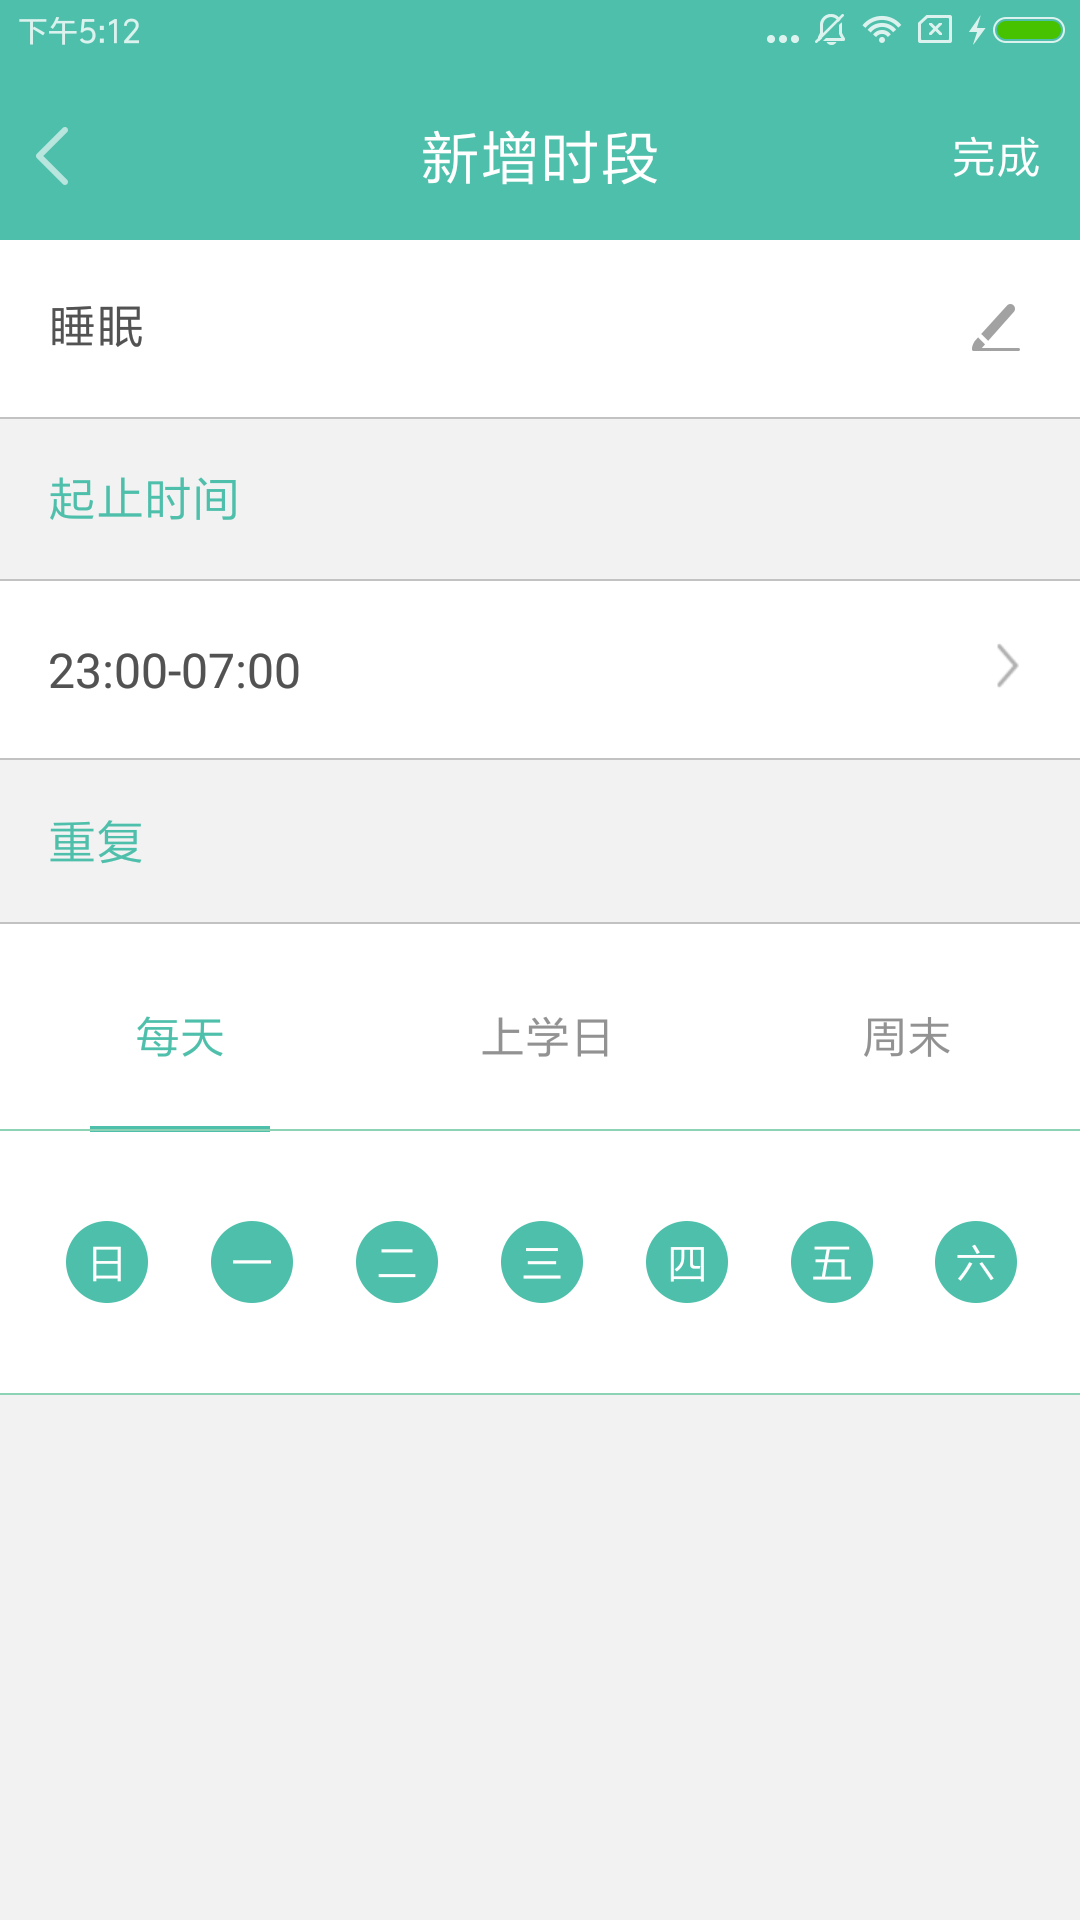 下午5:12
新增时段
完成
睡眠
起止时间
23:00-07:00
重复
每天 上学日 周末
日 一 二 三 四 五 六